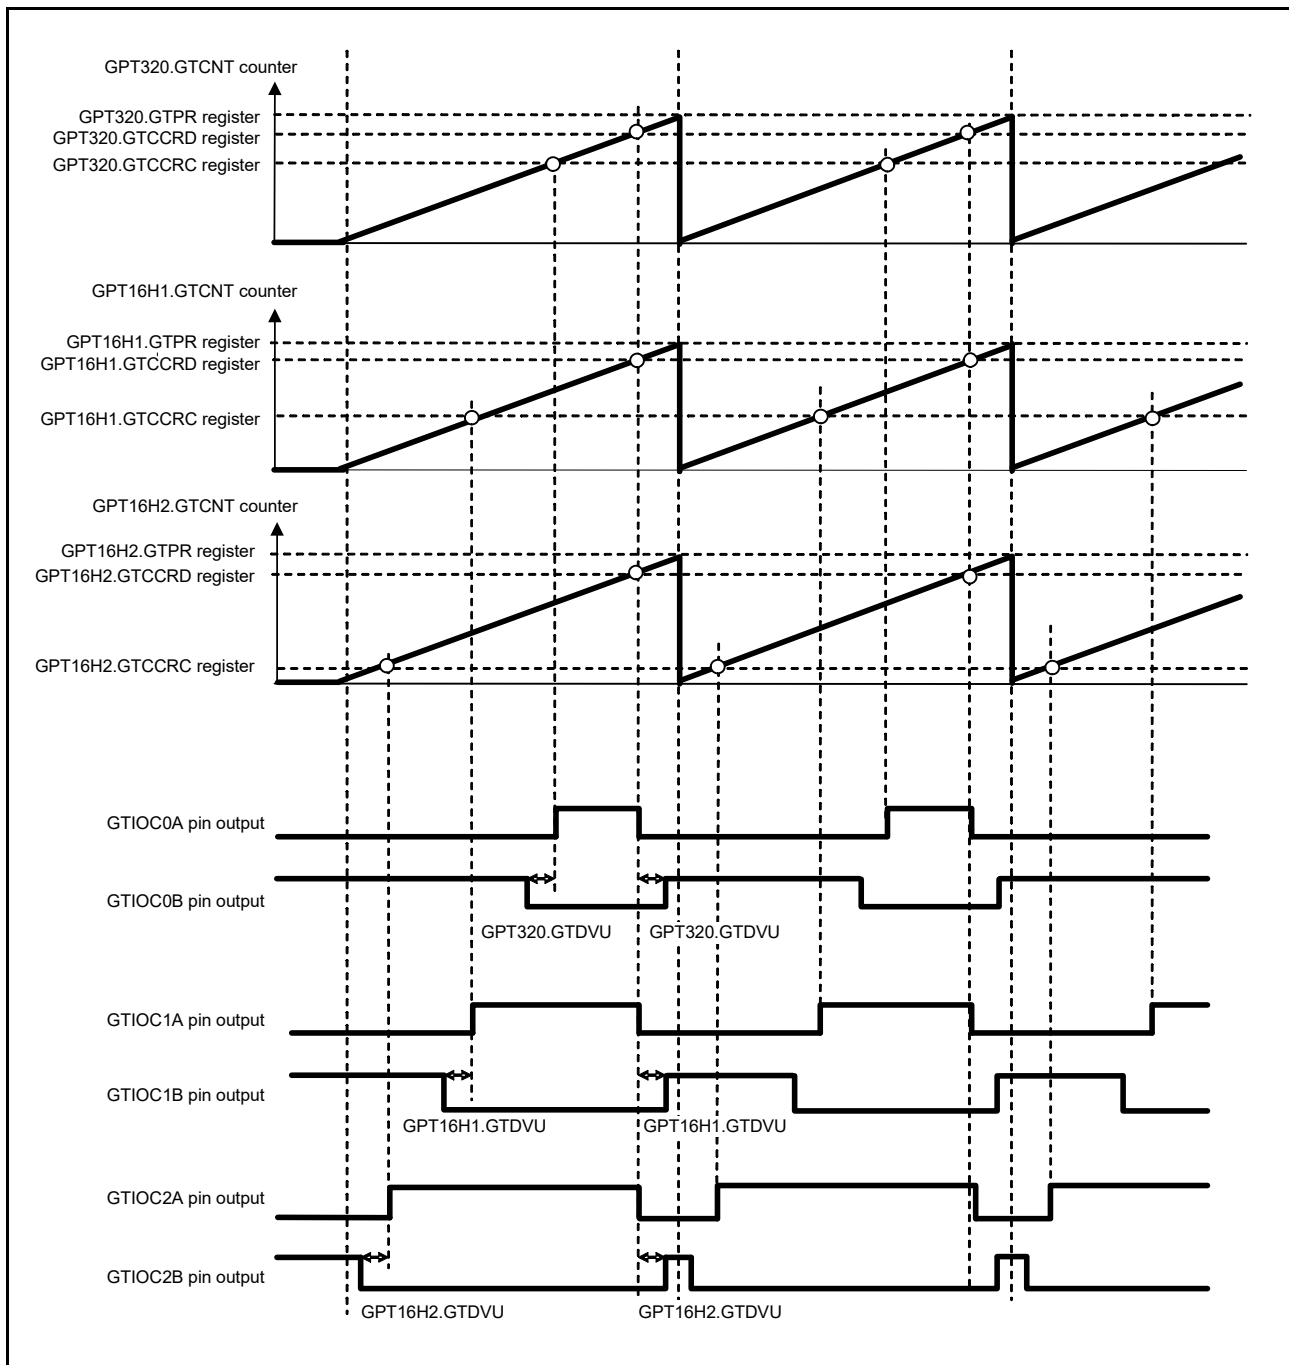 GPT320.GTCNT counter
GPT320.GTPR register
GPT320.GTCCRD register
GPT320.GTCCRC register
GPT16H1.GTCNT counter
GPT16H1.GTPR register
GPT16H1.GTCCRD register
GPT16H1.GTCCRC register
GPT16H2.GTCNT counter
GPT16H2.GTPR register
GPT16H2.GTCCRD register
GPT16H2.GTCCRC register
GTIOC0A pin output
GTIOC0B pin output
GPT320.GTDVU GPT320.GTDVU
GTIOC1A pin output
GTIOC1B pin output
GPT16H1.GTDVU GPT16H1.GTDVU
GTIOC2A pin output
GTIOC2B pin output
GPT16H2.GTDVU GPT16H2.GTDVU